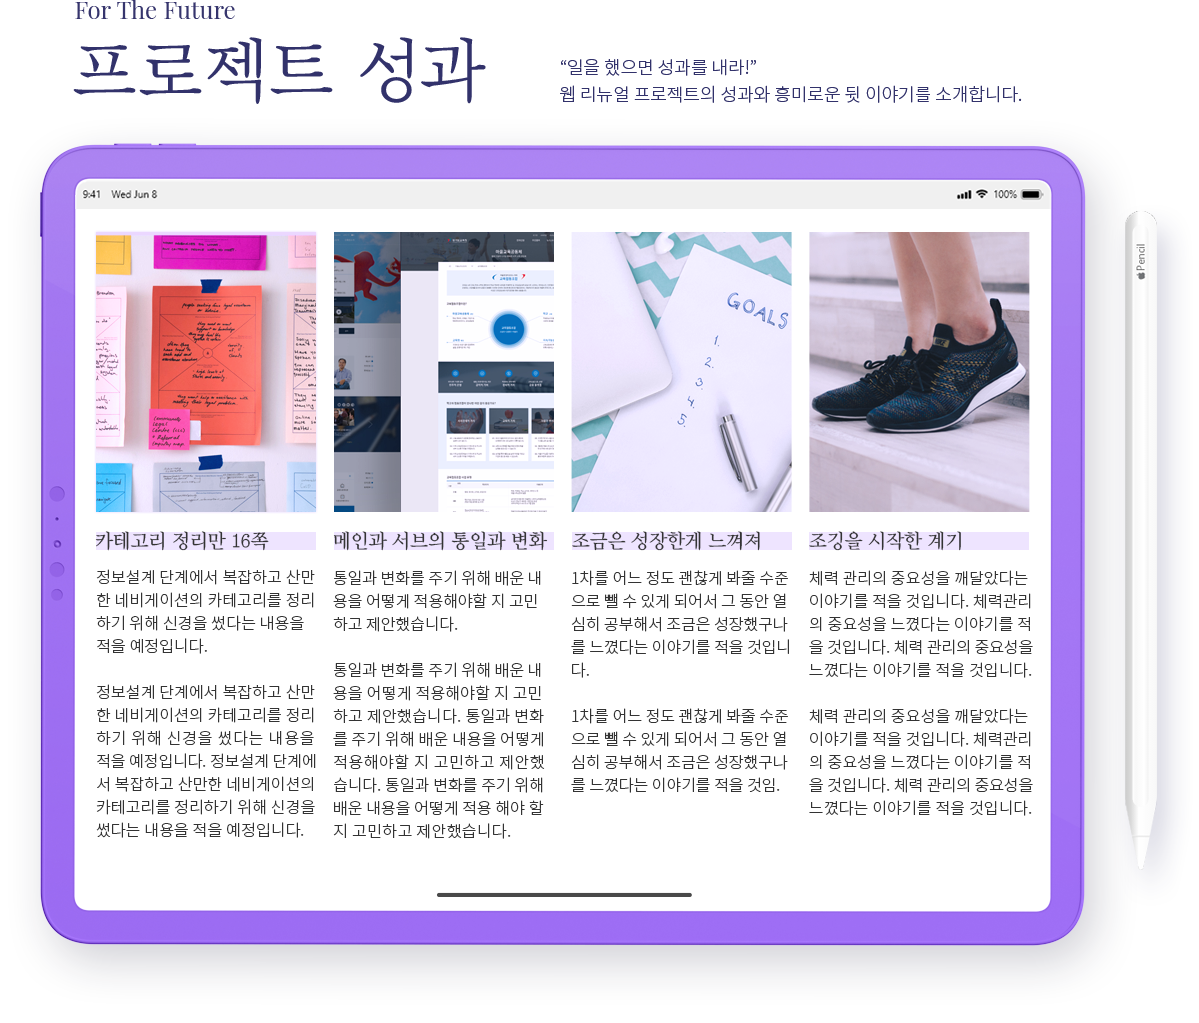 For The Future
프로젝트 성과
“일을 했으면 성과를 내라!”
웹 리뉴얼 프로젝트의 성과와 흥미로운 뒷 이야기를 소개합니다.
9:41 Wed Jun 8
100%
Pencil
GOALS
1.
2.
3.
4.
5.
카테고리 정리만 16쪽
정보설계 단계에서 복잡하고 산만
한 네비게이션의 카테고리를 정리
하기 위해 신경을 썼다는 내용을
적을 예정입니다.
정보설계 단계에서 복잡하고 산만
한 네비게이션의 카테고리를 정리
하기 위해 신경을 썼다는 내용을
적을 예정입니다. 정보설계 단계에
서 복잡하고 산만한 네비게이션의
카테고리를 정리하기 위해 신경을
썼다는 내용을 적을 예정입니다.
메인과 서브의 통일과 변화
통일과 변화를 주기 위해 배운 내
용을 어떻게 적용해야할 지 고민
하고 제안했습니다.
통일과 변화를 주기 위해 배운 내
용을 어떻게 적용해야할 지 고민
하고 제안했습니다. 통일과 변화
를 주기 위해 배운 내용을 어떻게
적용해야할 지 고민하고 제안했
습니다. 통일과 변화를 주기 위해
배운 내용을 어떻게 적용 해야 할
지 고민하고 제안했습니다.
조금은 성장한게 느껴져
1차를 어느 정도 괜찮게 봐줄 수준
으로 뺄 수 있게 되어서 그 동안 열
심히 공부해서 조금은 성장했구나
를 느꼈다는 이야기를 적을 것입니
다.
1차를 어느 정도 괜찮게 봐줄 수준
으로 뺄 수 있게 되어서 그 동안 열
심히 공부해서 조금은 성장했구나
를 느꼈다는 이야기를 적을 것임.
조깅을 시작한 계기
체력 관리의 중요성을 깨달았다는
이야기를 적을 것입니다. 체력관리
의 중요성을 느꼈다는 이야기를 적
을 것입니다. 체력 관리의 중요성을
느꼈다는 이야기를 적을 것입니다.
체력 관리의 중요성을 깨달았다는
이야기를 적을 것입니다. 체력관리
의 중요성을 느꼈다는 이야기를 적
을 것입니다. 체력 관리의 중요성을
느꼈다는 이야기를 적을 것입니다.